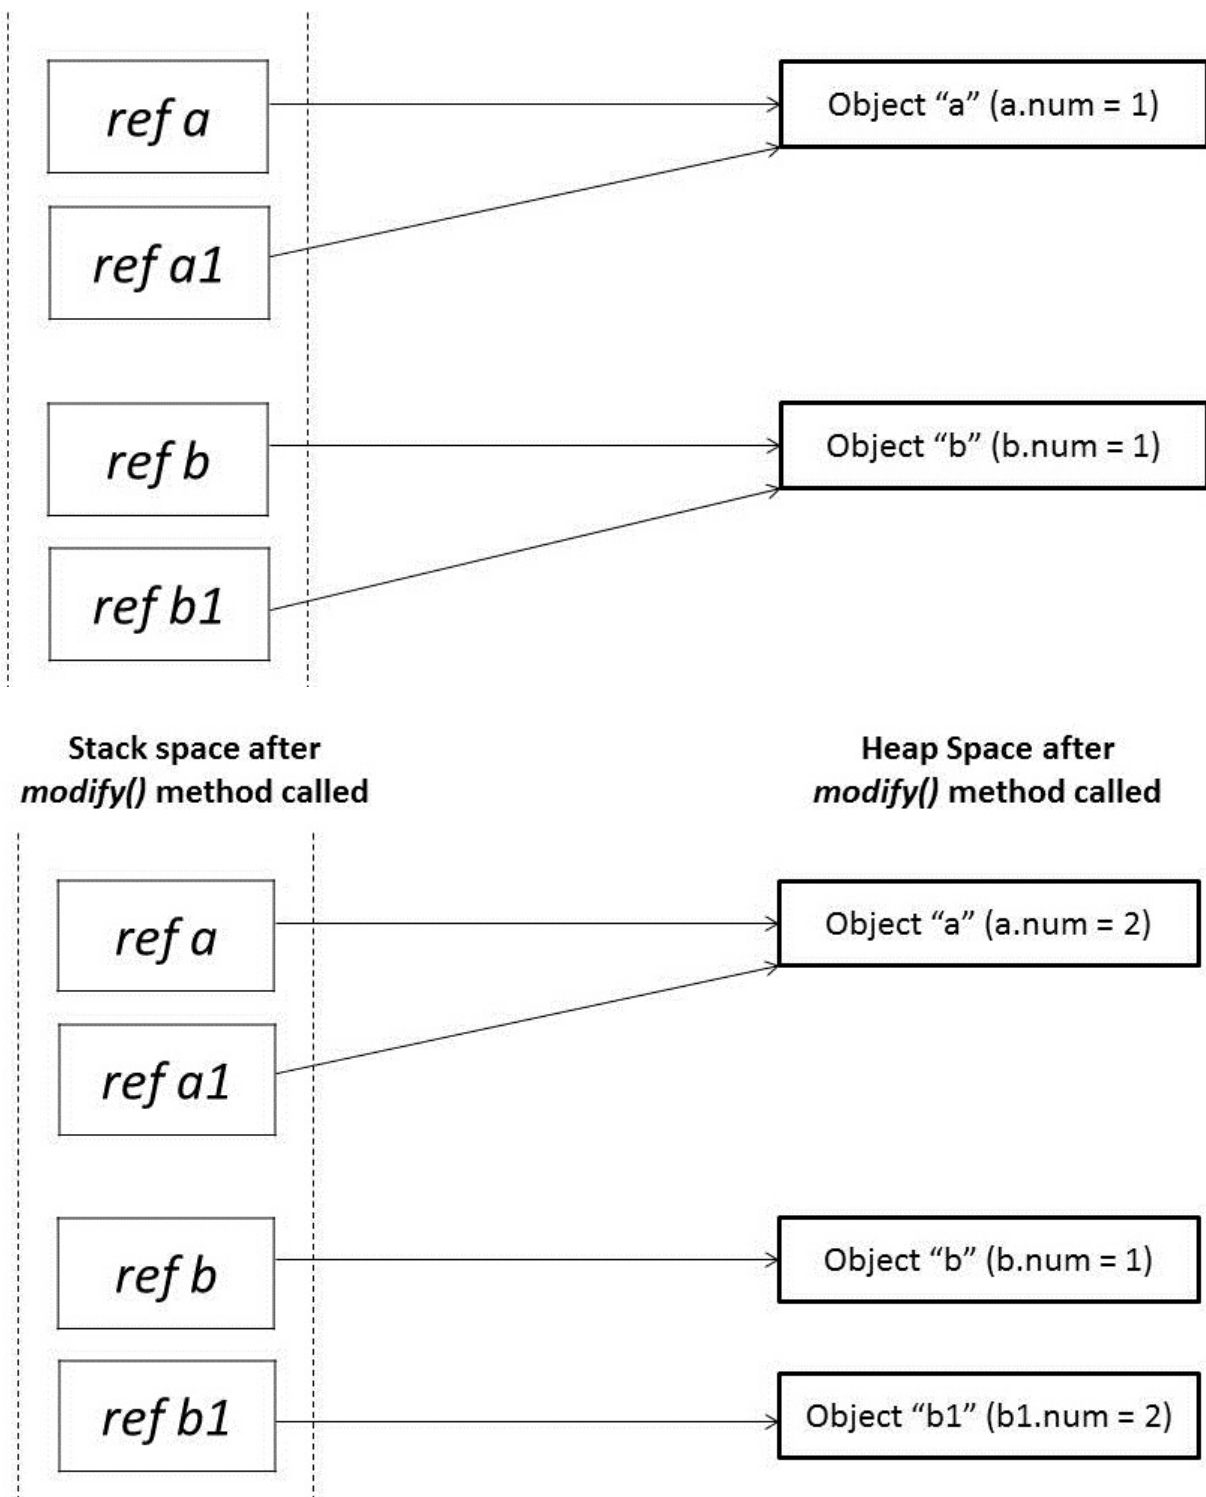 ref a
Object “a” (a.num = 1)
ref a1
ref b
Object “b” (b.num = 1)
ref b1
Stack space after
modify() method called
Heap Space after
modify() method called
ref a
Object “a” (a.num = 2)
ref a1
ref b
Object “b” (b.num = 1)
ref b1
Object “b1” (b1.num = 2)